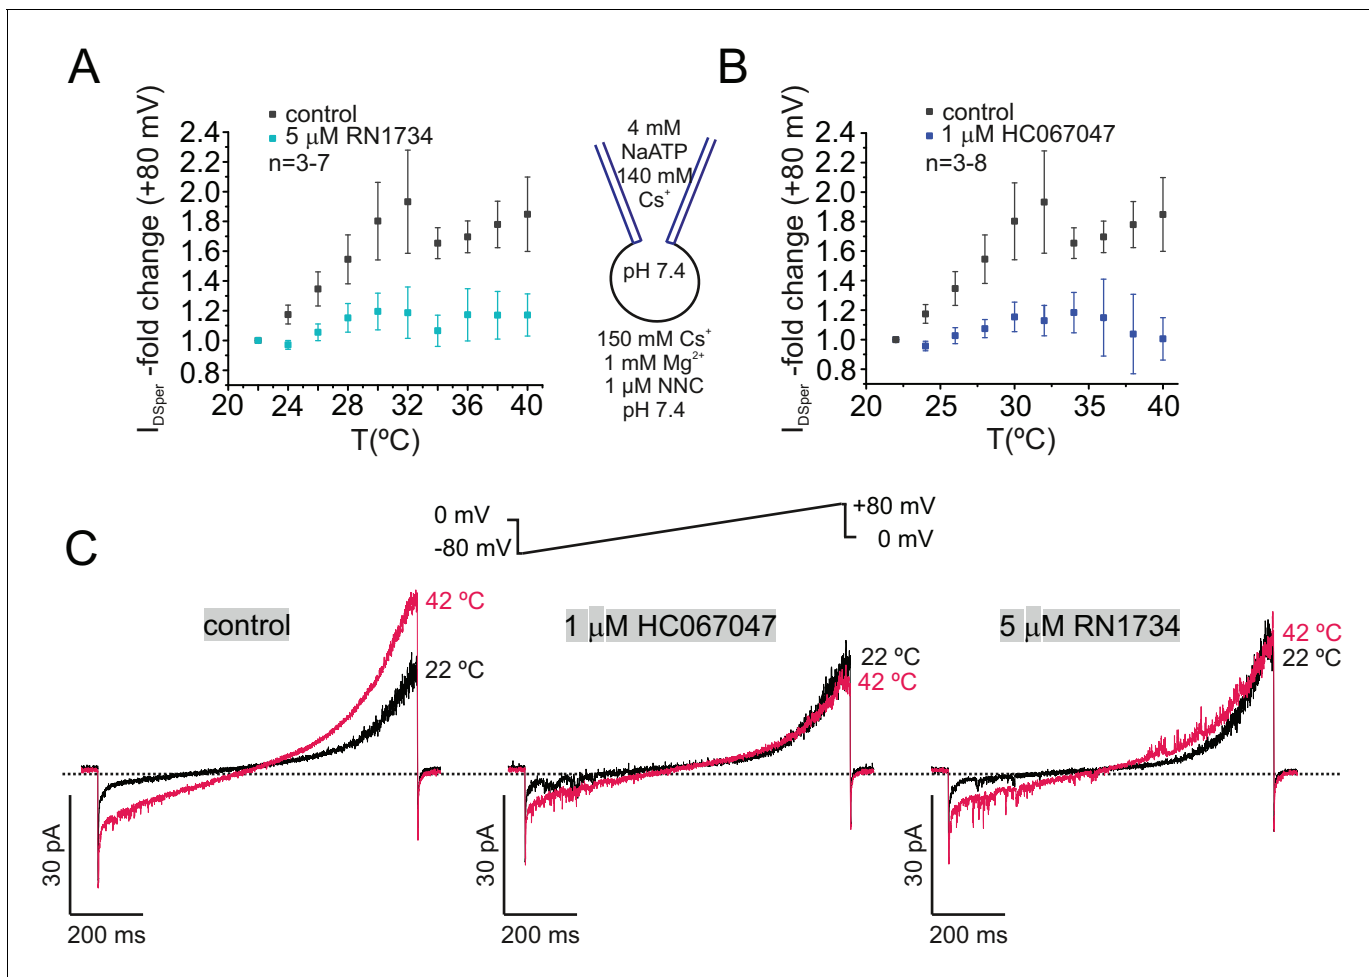 A
I_DSper -fold change (+80 mV)
control
5 μM RN1734
n=3-7
2.4
2.2
2.0
1.8
1.6
1.4
1.2
1.0
0.8
20 24 28 32 36 40
T(ºC)
4 mM
NaATP
140 mM
Cs⁺
pH 7.4
150 mM Cs⁺
1 mM Mg²⁺
1 μM NNC
pH 7.4
B
I_DSper -fold change (+80 mV)
control
1 μM HC067047
n=3-8
2.4
2.2
2.0
1.8
1.6
1.4
1.2
1.0
0.8
20 25 30 35 40
T(ºC)
C
0 mV
-80 mV
+80 mV
0 mV
control
42 ºC
22 ºC
30 pA
200 ms
1 μM HC067047
22 ºC
42 ºC
30 pA
200 ms
5 μM RN1734
42 ºC
22 ºC
30 pA
200 ms